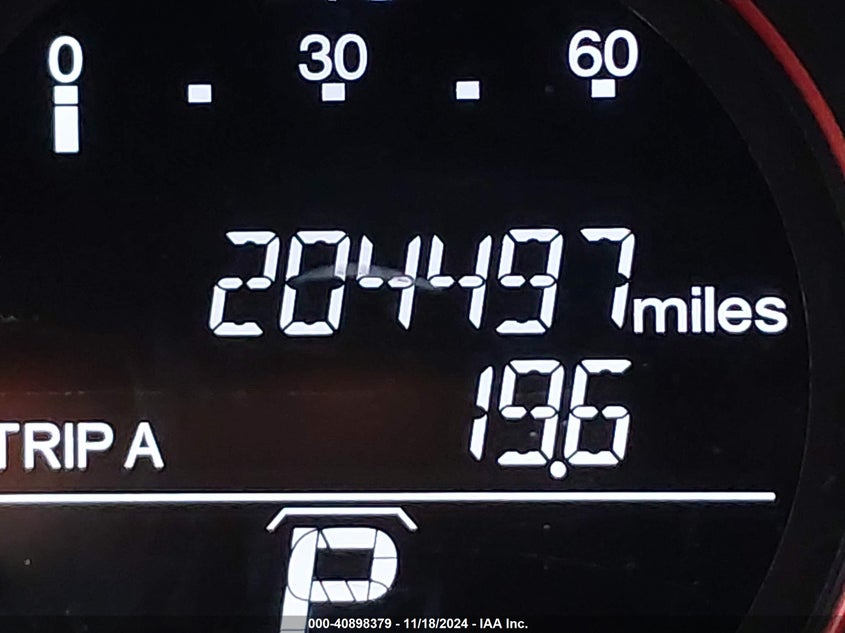 0 30 60
204497 miles
TRIP A 19.6
P
000-40898379 - 11/18/2024 - IAA Inc.